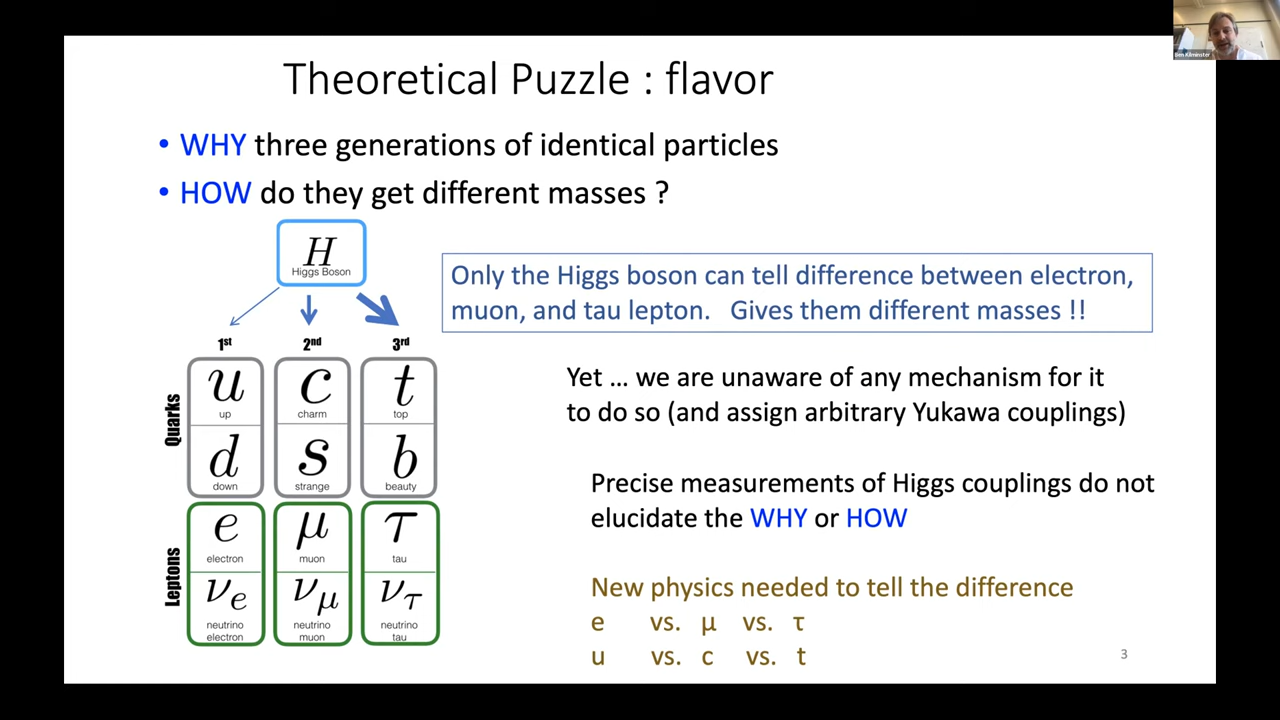 Theoretical Puzzle : flavor
• WHY three generations of identical particles
• HOW do they get different masses ?
H
Higgs Boson
Only the Higgs boson can tell difference between electron,
muon, and tau lepton. Gives them different masses !!
1st 2nd 3rd
Quarks
u c t
up charm top
d s b
down strange beauty
Leptons
e μ τ
electron muon tau
νe νμ ντ
neutrino neutrino neutrino
electron muon tau
Yet ... we are unaware of any mechanism for it
to do so (and assign arbitrary Yukawa couplings)
Precise measurements of Higgs couplings do not
elucidate the WHY or HOW
New physics needed to tell the difference
e vs. μ vs. τ
u vs. c vs. t
3
Ben Kilminster